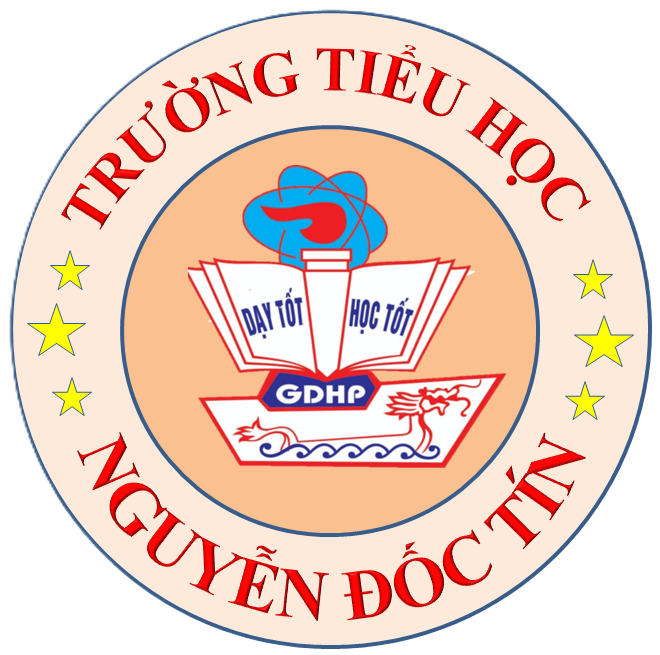 TRƯỜNG TIỂU HỌC
DẠY TỐT
HỌC TỐT
GDHP
NGUYỄN ĐỐC TÍN